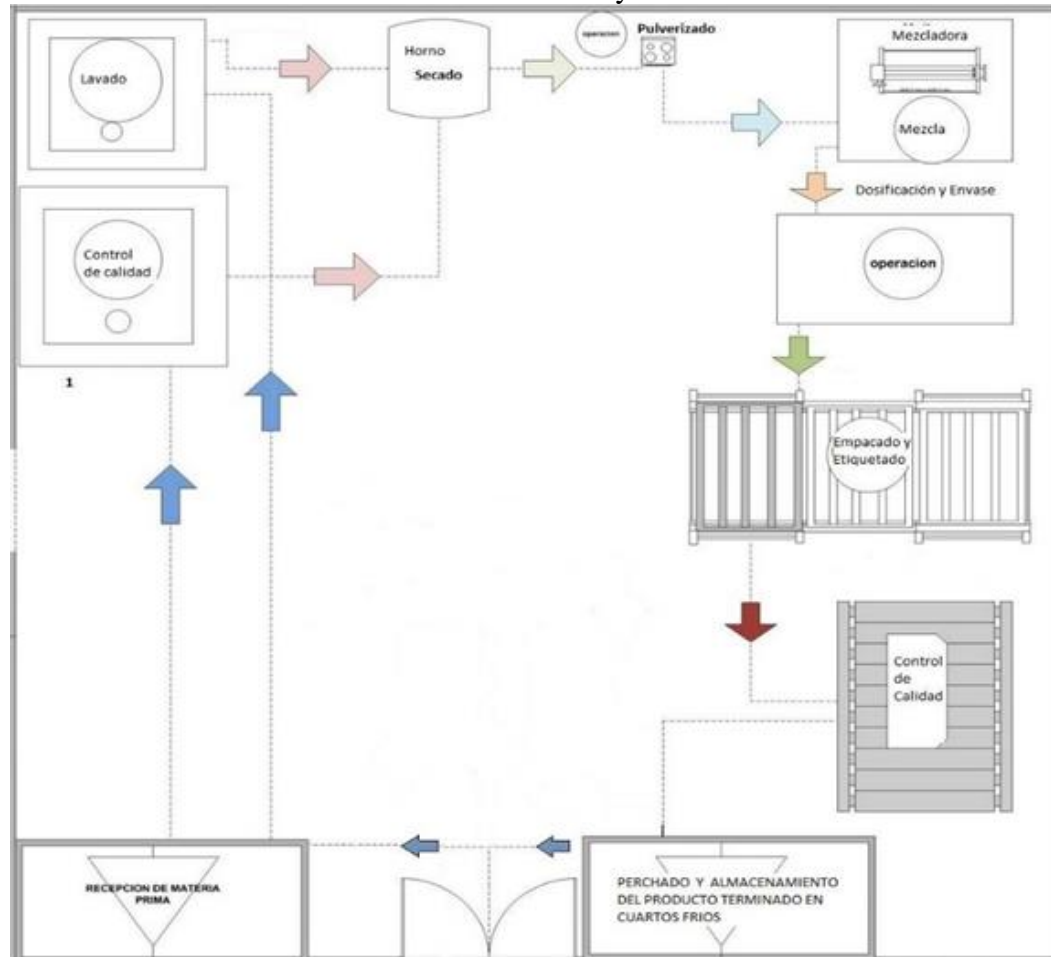 Lavado
Horno
Secado
operacion
Pulverizado
Mezcladora
Mezcla
Dosificación y Envase
Control
de calidad
operacion
1
Empacado y
Etiquetado
Control
de
Calidad
RECEPCION DE MATERIA
PRIMA
PERCHADO Y ALMACENAMIENTO
DEL PRODUCTO TERMINADO EN
CUARTOS FRIOS